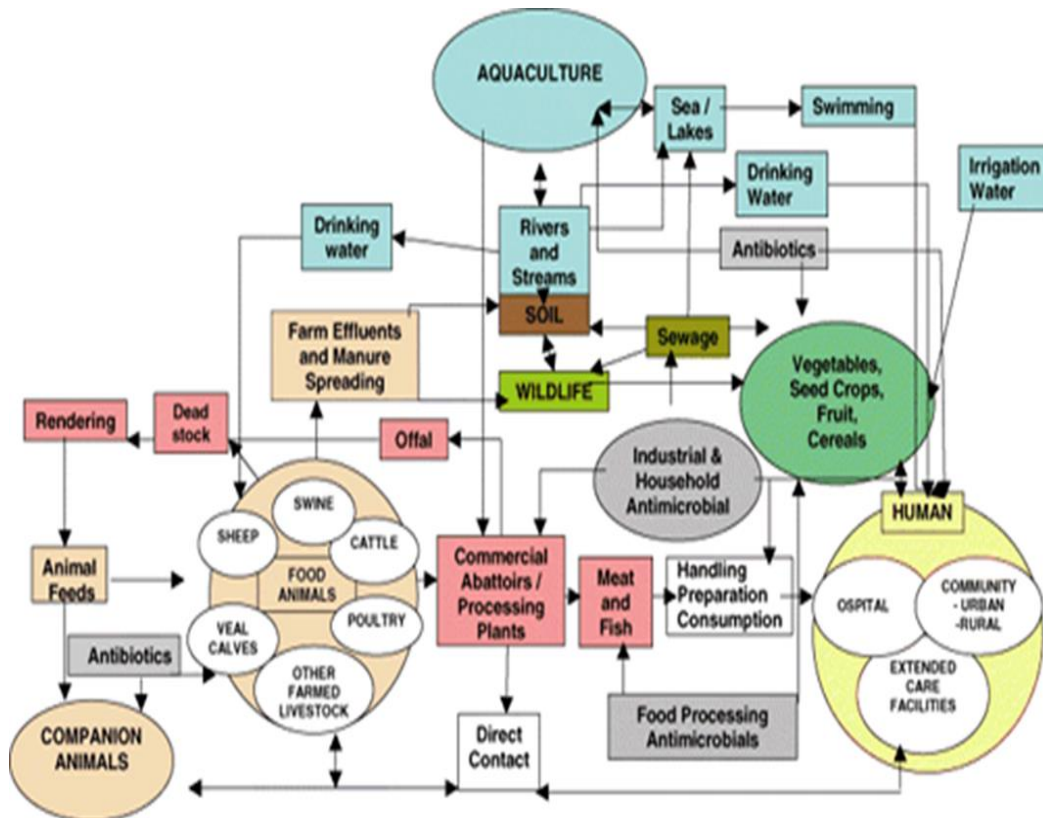 AQUACULTURE
Sea /
Lakes
Swimming
Drinking
Water
Irrigation
Water
Drinking
water
Rivers
and
Streams
Antibiotics
SOIL
Farm Effluents
and Manure
Spreading
Sewage
WILDLIFE
Vegetables,
Seed Crops,
Fruit,
Cereals
Rendering
Dead
stock
Offal
Industrial &
Household
Antimicrobial
SWINE
SHEEP
CATTLE
HUMAN
Animal
Feeds
FOOD
ANIMALS
Commercial
Abattoirs /
Processing
Plants
Meat
and
Fish
Handling
Preparation
Consumption
OSPITAL
COMMUNITY
- URBAN
-RURAL
VEAL
CALVES
POULTRY
Antibiotics
OTHER
FARMED
LIVESTOCK
EXTENDED
CARE
FACILITIES
COMPANION
ANIMALS
Direct
Contact
Food Processing
Antimicrobials